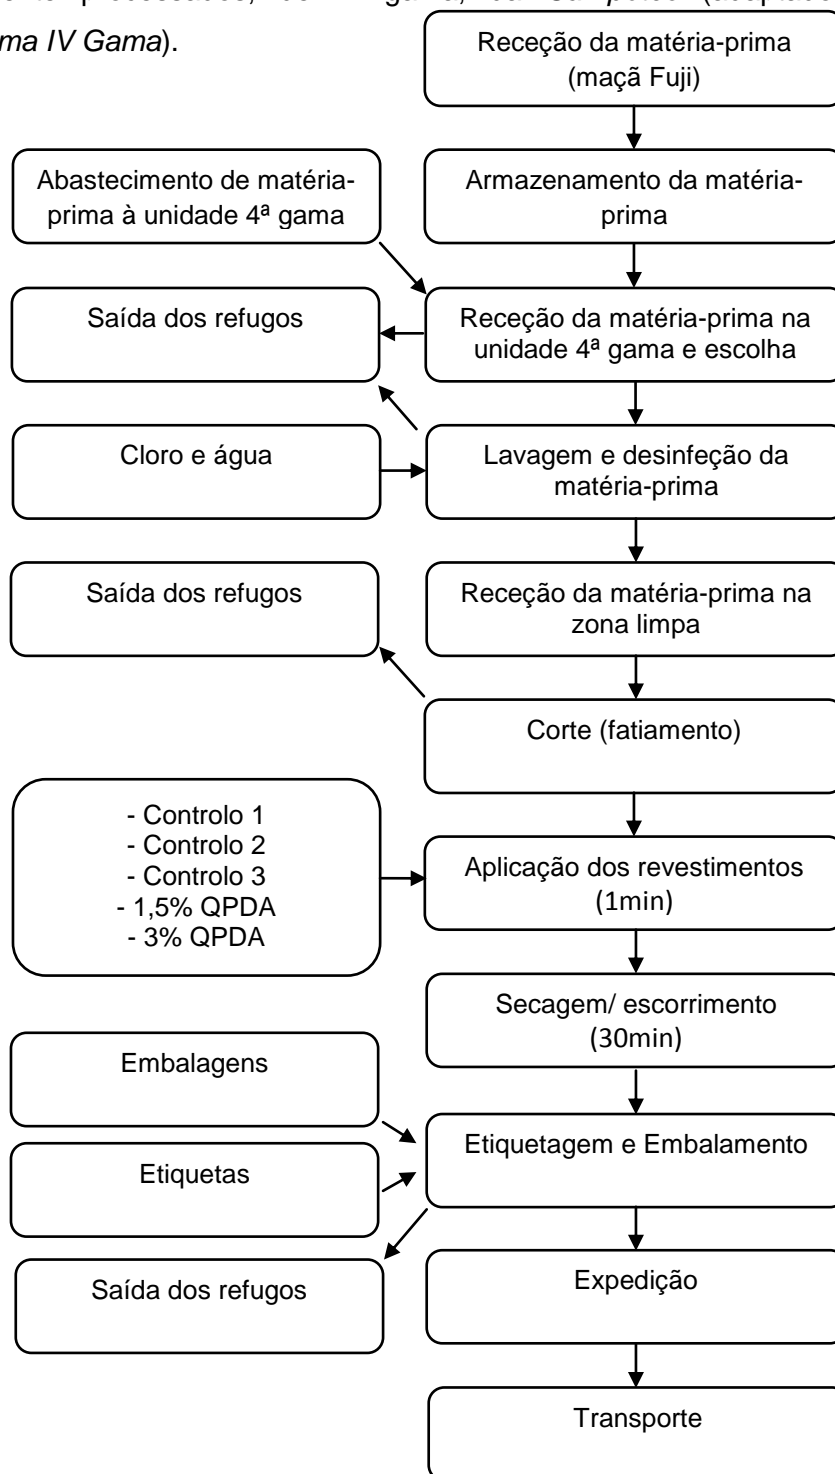 processados,
gama,
(adaptado
ma IV Gama).
Receção da matéria-prima
(maçã Fuji)
Abastecimento de matéria-
prima à unidade 4ª gama
Armazenamento da matéria-
prima
Saída dos refugos
Receção da matéria-prima na
unidade 4ª gama e escolha
Cloro e água
Lavagem e desinfeção da
matéria-prima
Saída dos refugos
Receção da matéria-prima na
zona limpa
Corte (fatiamento)
- Controlo 1
- Controlo 2
- Controlo 3
- 1,5% QPDA
- 3% QPDA
Aplicação dos revestimentos
(1min)
Secagem/ escorrimento
(30min)
Embalagens
Etiquetas
Etiquetagem e Embalamento
Saída dos refugos
Expedição
Transporte